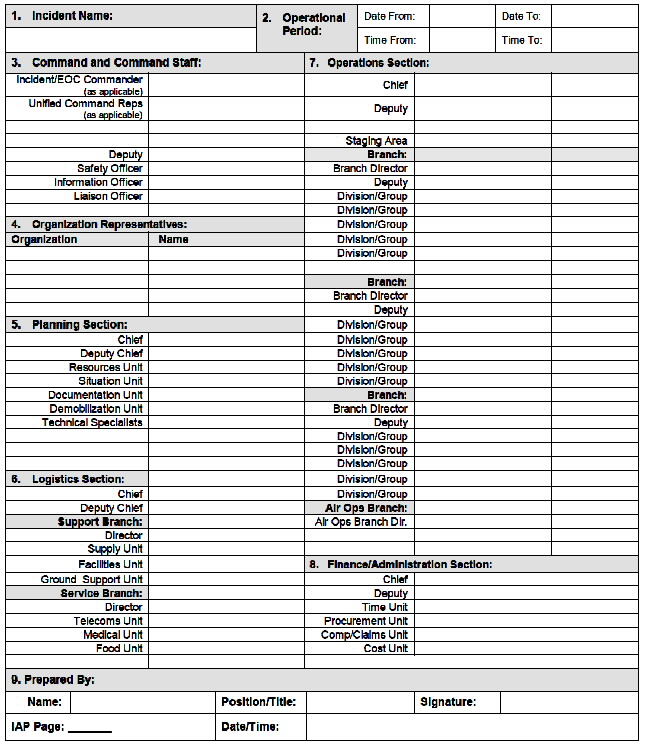 1. Incident Name:
2. Operational Period:
Date From:
Date To:
Time From:
Time To:
3. Command and Command Staff:
Incident/EOC Commander
(as applicable)
Unified Command Reps
(as applicable)
Deputy
Safety Officer
Information Officer
Liaison Officer
4. Organization Representatives:
Organization
Name
5. Planning Section:
Chief
Deputy Chief
Resources Unit
Situation Unit
Documentation Unit
Demobilization Unit
Technical Specialists
6. Logistics Section:
Chief
Deputy Chief
Support Branch:
Director
Supply Unit
Facilities Unit
Ground Support Unit
Service Branch:
Director
Telecoms Unit
Medical Unit
Food Unit
7. Operations Section:
Chief
Deputy
Staging Area
Branch:
Branch Director
Deputy
Division/Group
Division/Group
Division/Group
Division/Group
Division/Group
Branch:
Branch Director
Deputy
Division/Group
Division/Group
Division/Group
Division/Group
Division/Group
Branch:
Branch Director
Deputy
Division/Group
Division/Group
Division/Group
Division/Group
Division/Group
Air Ops Branch:
Air Ops Branch Dir.
8. Finance/Administration Section:
Chief
Deputy
Time Unit
Procurement Unit
Comp/Claims Unit
Cost Unit
9. Prepared By:
Name:
Position/Title:
Signature:
IAP Page: _______
Date/Time: